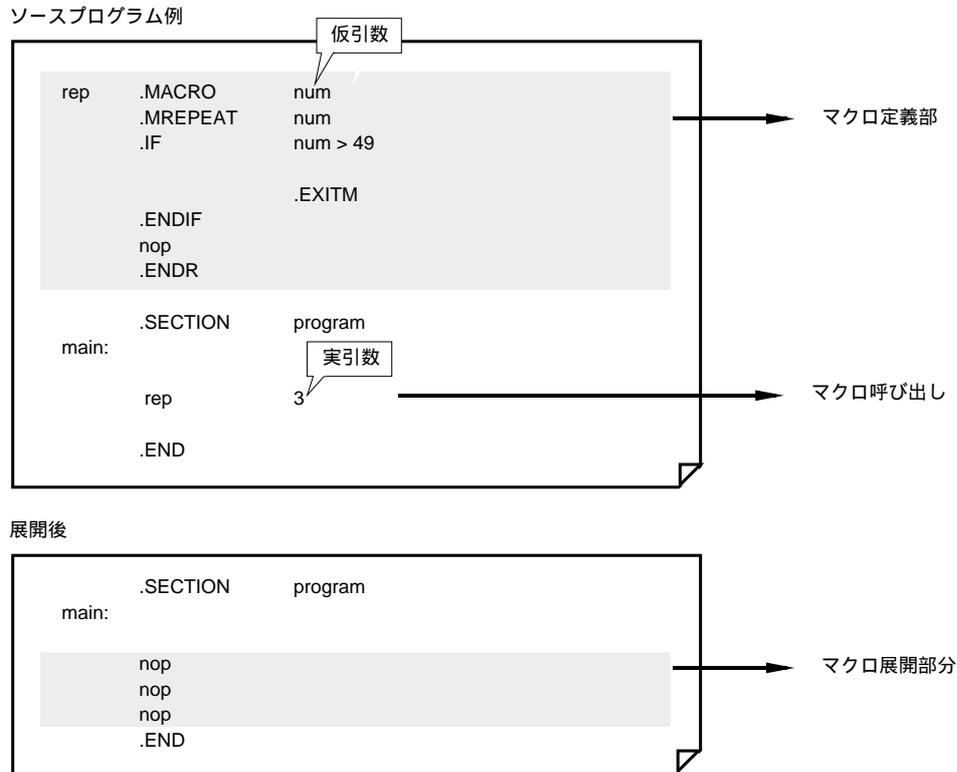 ソースプログラム例
仮引数
rep .MACRO num
.MREPEAT num
マクロ定義部
.IF num > 49
.EXITM
.ENDIF
nop
.ENDR
.SECTION program
main:
実引数
rep 3
マクロ呼び出し
.END
展開後
.SECTION program
main:
nop
マクロ展開部分
nop
nop
.END